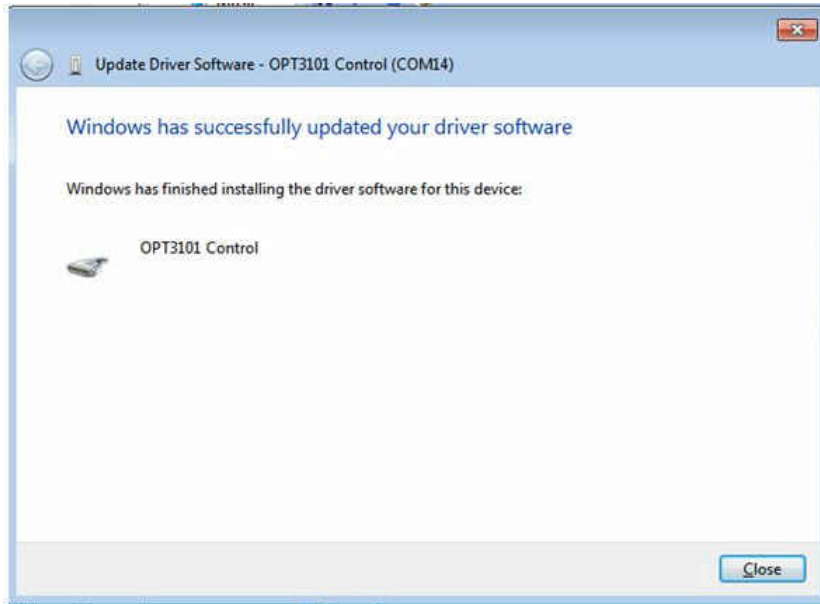 Update Driver Software - OPT3101 Control (COM14)
Windows has successfully updated your driver software
Windows has finished installing the driver software for this device:
OPT3101 Control
Close